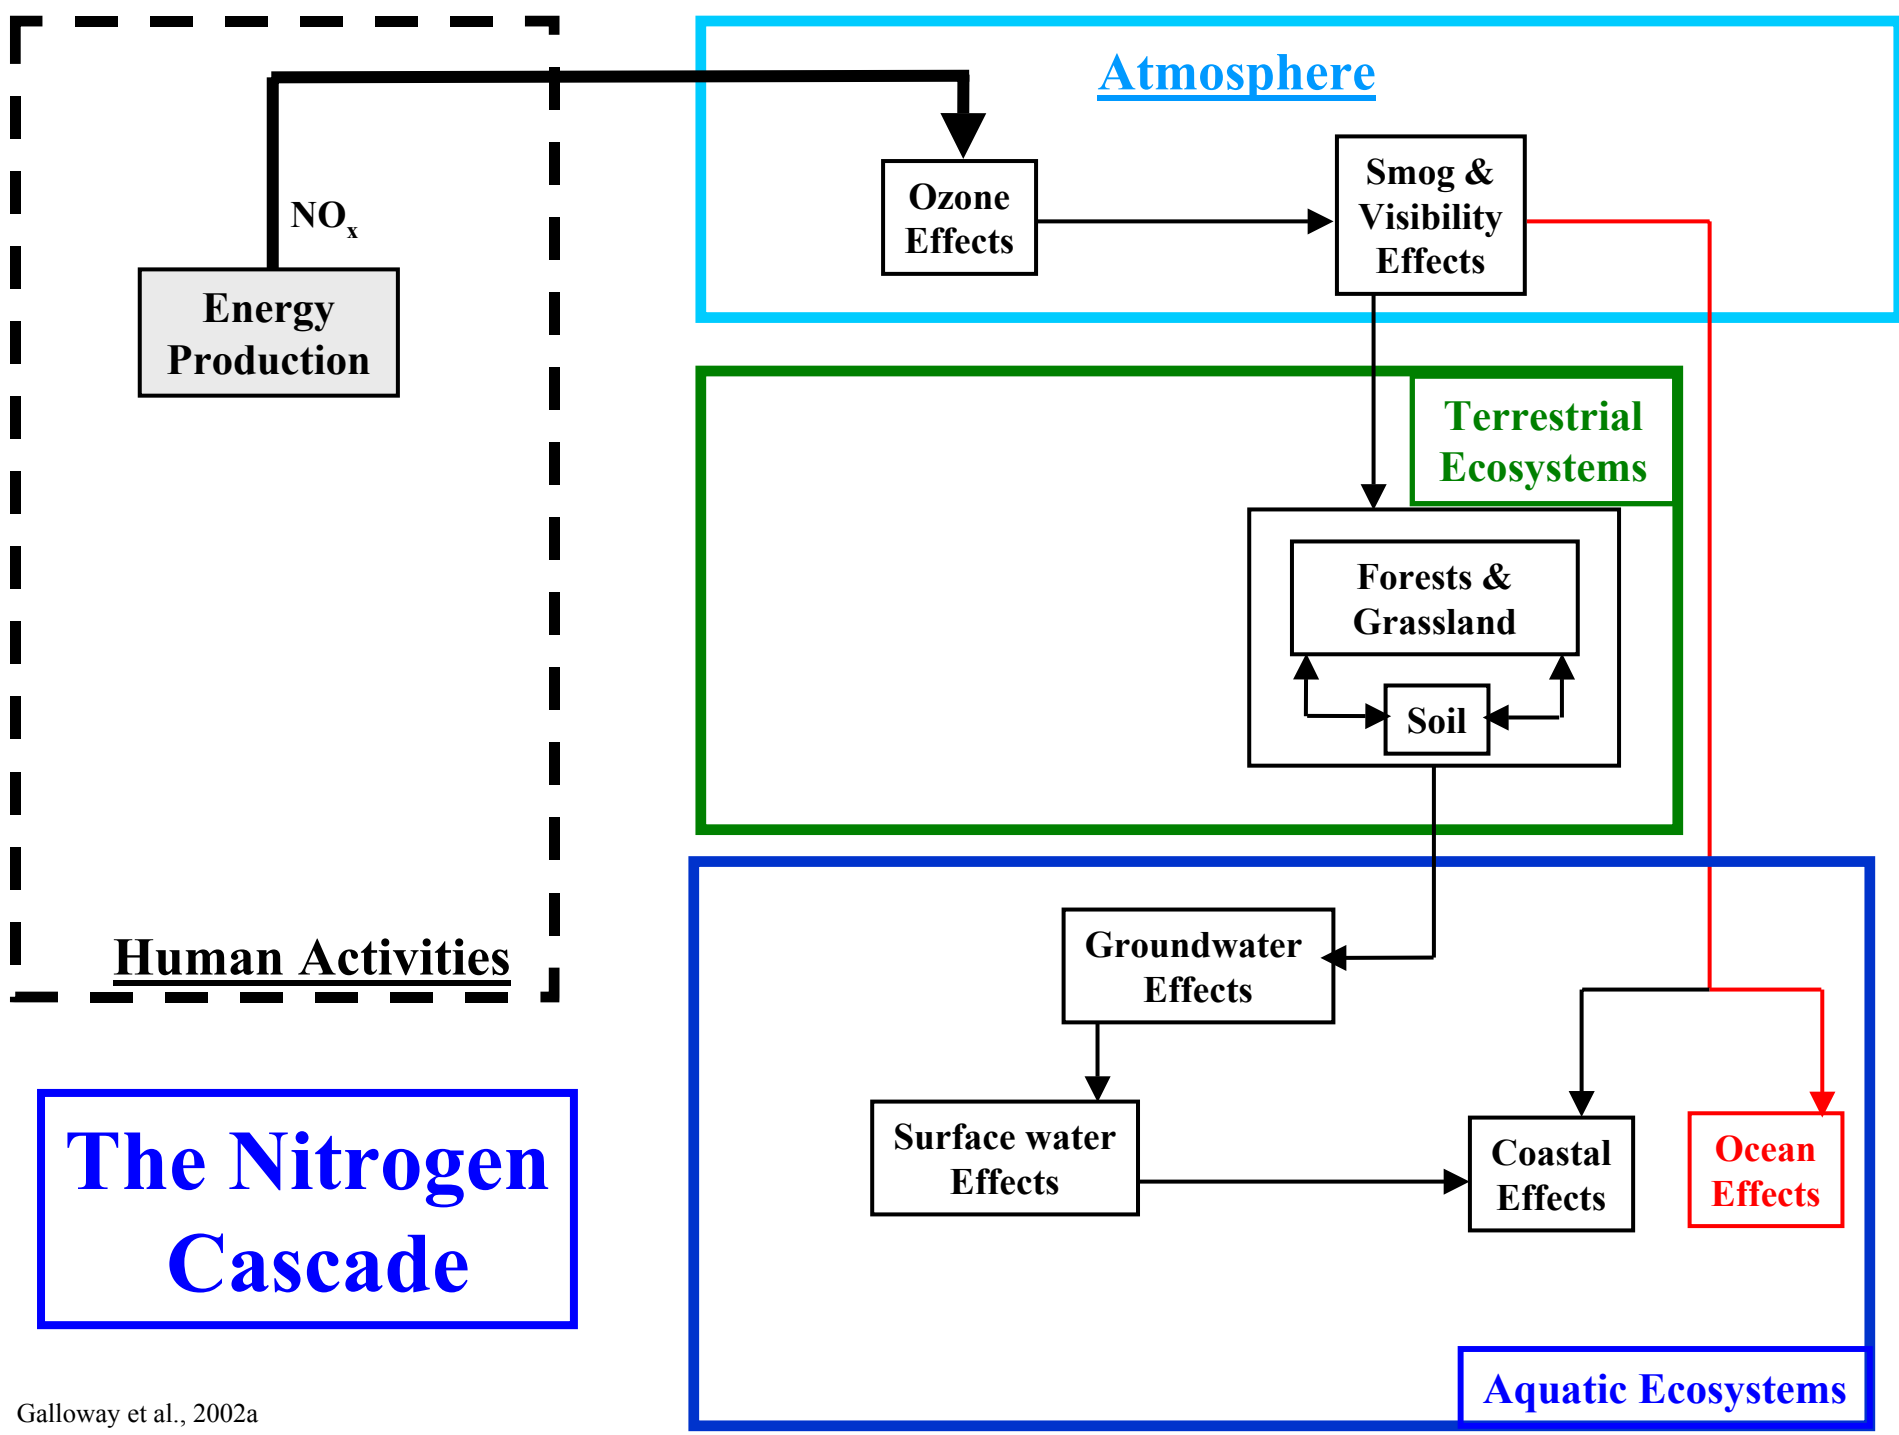 Atmosphere
Ozone
Effects
Smog &
Visibility
Effects
NOx
Energy
Production
Terrestrial
Ecosystems
Forests &
Grassland
Soil
Human Activities
Groundwater
Effects
Surface water
Effects
Coastal
Effects
Ocean
Effects
The Nitrogen
Cascade
Aquatic Ecosystems
Galloway et al., 2002a